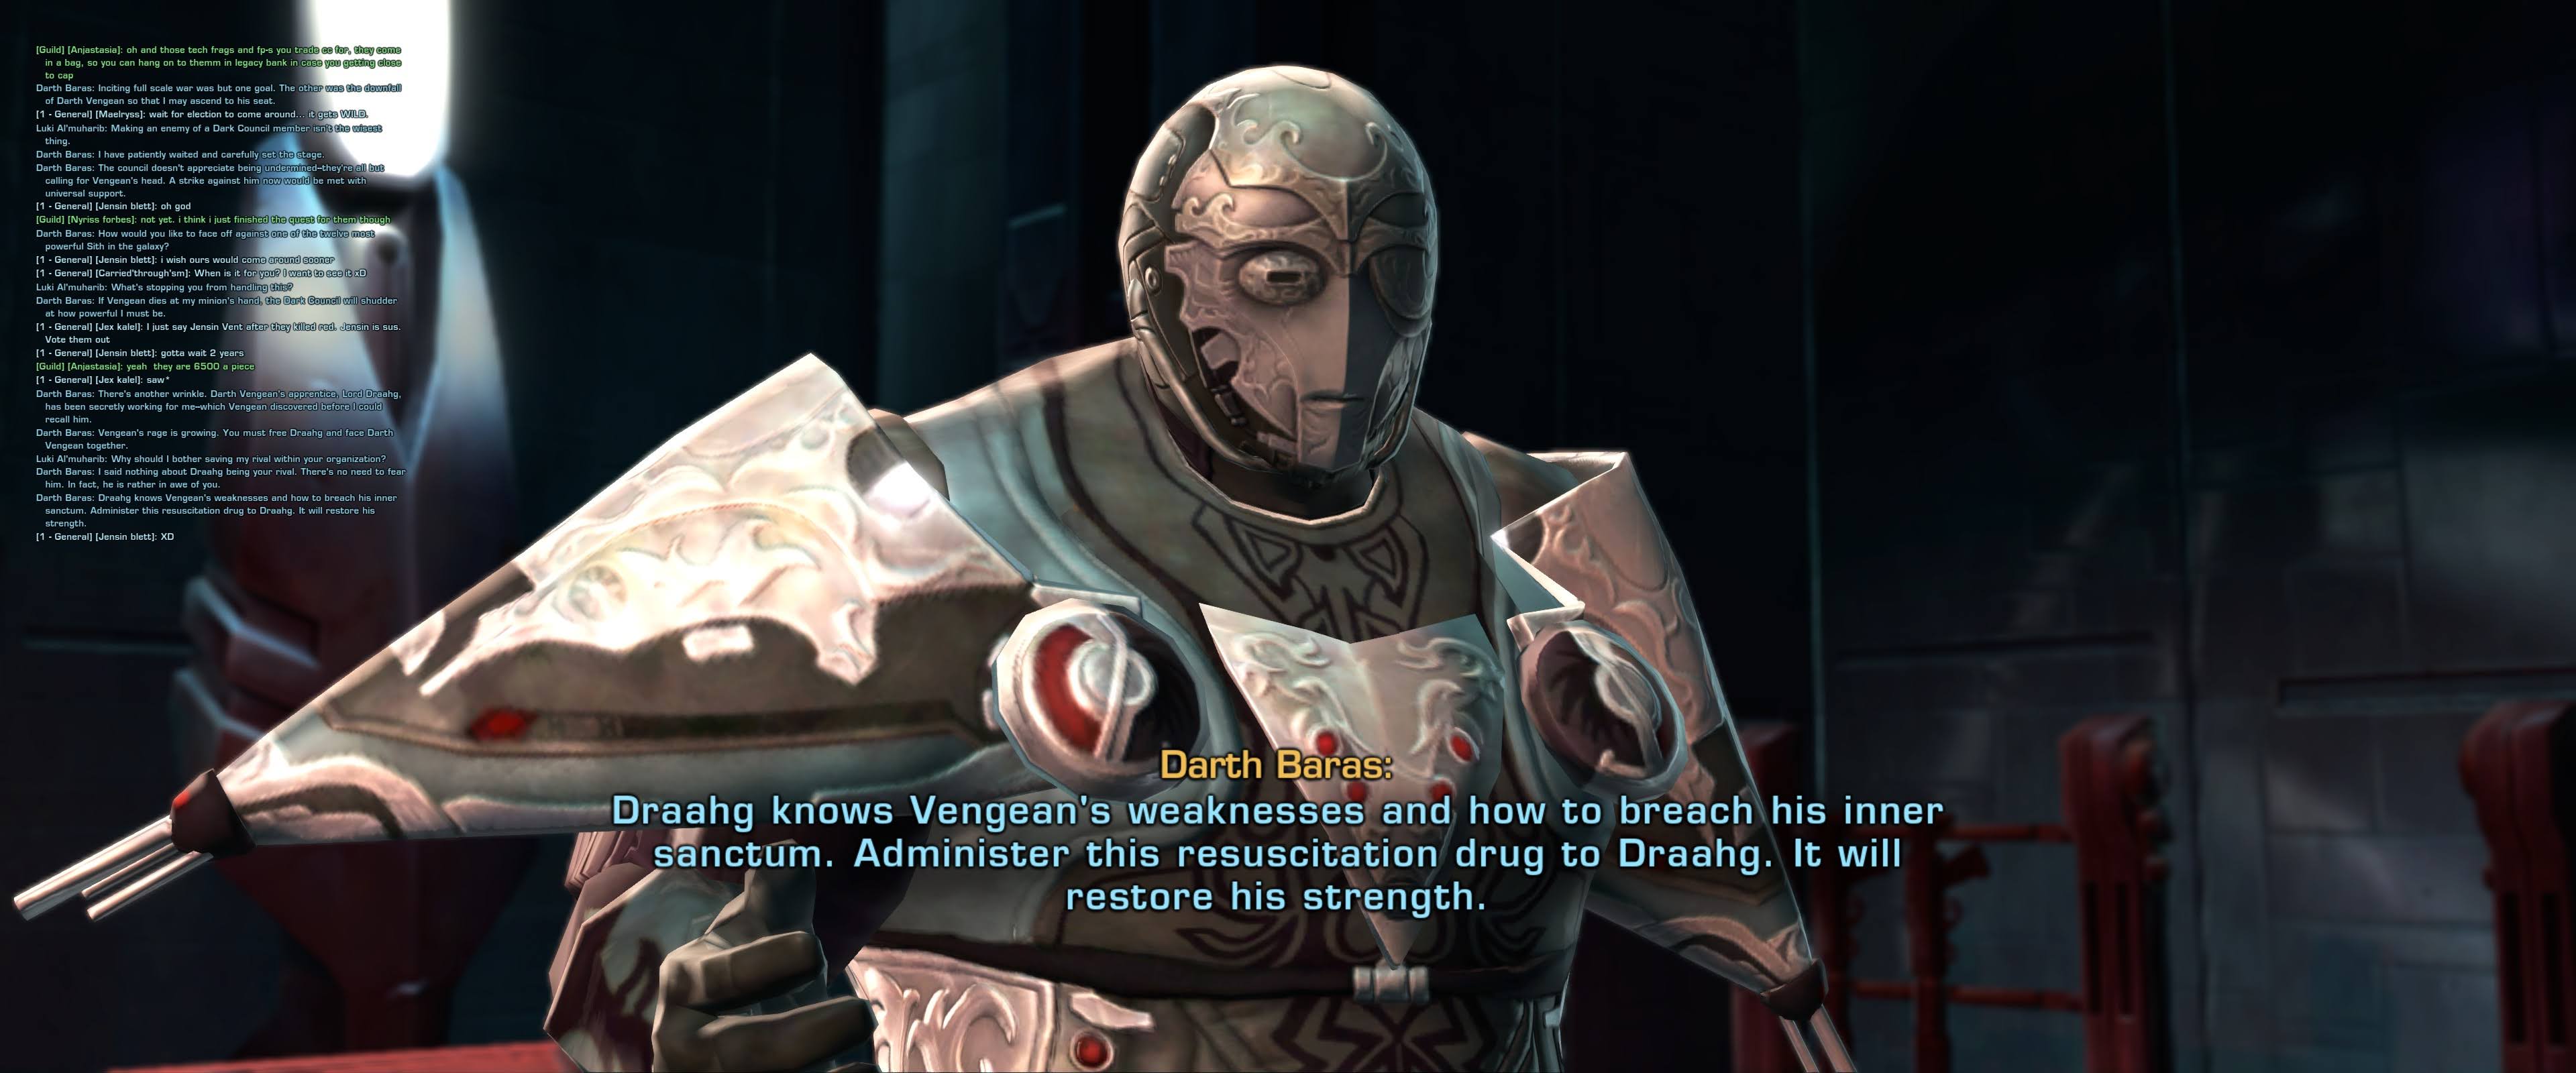 [Guild] [Anjastasia]: oh and those tech frags and fp-s you trade cc for, they come
in a bag, so you can hang on to themm in legacy bank in case you getting close
to cap
Darth Baras: Inciting full scale war was but one goal. The other was the downfall
of Darth Vengean so that I may ascend to his seat.
[1 - General] [Maelryss]: wait for election to come around... it gets WILD.
Luki Al'muharib: Making an enemy of a Dark Council member isn't the wisest
thing.
Darth Baras: I have patiently waited and carefully set the stage.
Darth Baras: The council doesn't appreciate being undermined—they're all but
calling for Vengean's head. A strike against him now would be met with
universal support.
[1 - General] [Jensin blett]: oh god
[Guild] [Nyriss forbes]: not yet. i think i just finished the quest for them though
Darth Baras: How would you like to face off against one of the twelve most
powerful Sith in the galaxy?
[1 - General] [Jensin blett]: i wish ours would come around sooner
[1 - General] [Carried'through'sm]: When is it for you? I want to see it xD
Luki Al'muharib: What's stopping you from handling this?
Darth Baras: If Vengean dies at my minion's hand, the Dark Council will shudder
at how powerful I must be.
[1 - General] [Jex kalel]: I just say Jensin Vent after they killed red. Jensin is sus.
Vote them out
[1 - General] [Jensin blett]: gotta wait 2 years
[Guild] [Anjastasia]: yeah  they are 6500 a piece
[1 - General] [Jex kalel]: saw*
Darth Baras: There's another wrinkle. Darth Vengean's apprentice, Lord Draahg,
has been secretly working for me—which Vengean discovered before I could
recall him.
Darth Baras: Vengean's rage is growing. You must free Draahg and face Darth
Vengean together.
Luki Al'muharib: Why should I bother saving my rival within your organization?
Darth Baras: I said nothing about Draahg being your rival. There's no need to fear
him. In fact, he is rather in awe of you.
Darth Baras: Draahg knows Vengean's weaknesses and how to breach his inner
sanctum. Administer this resuscitation drug to Draahg. It will restore his
strength.
[1 - General] [Jensin blett]: XD
Darth Baras:
Draahg knows Vengean's weaknesses and how to breach his inner
sanctum. Administer this resuscitation drug to Draahg. It will
restore his strength.